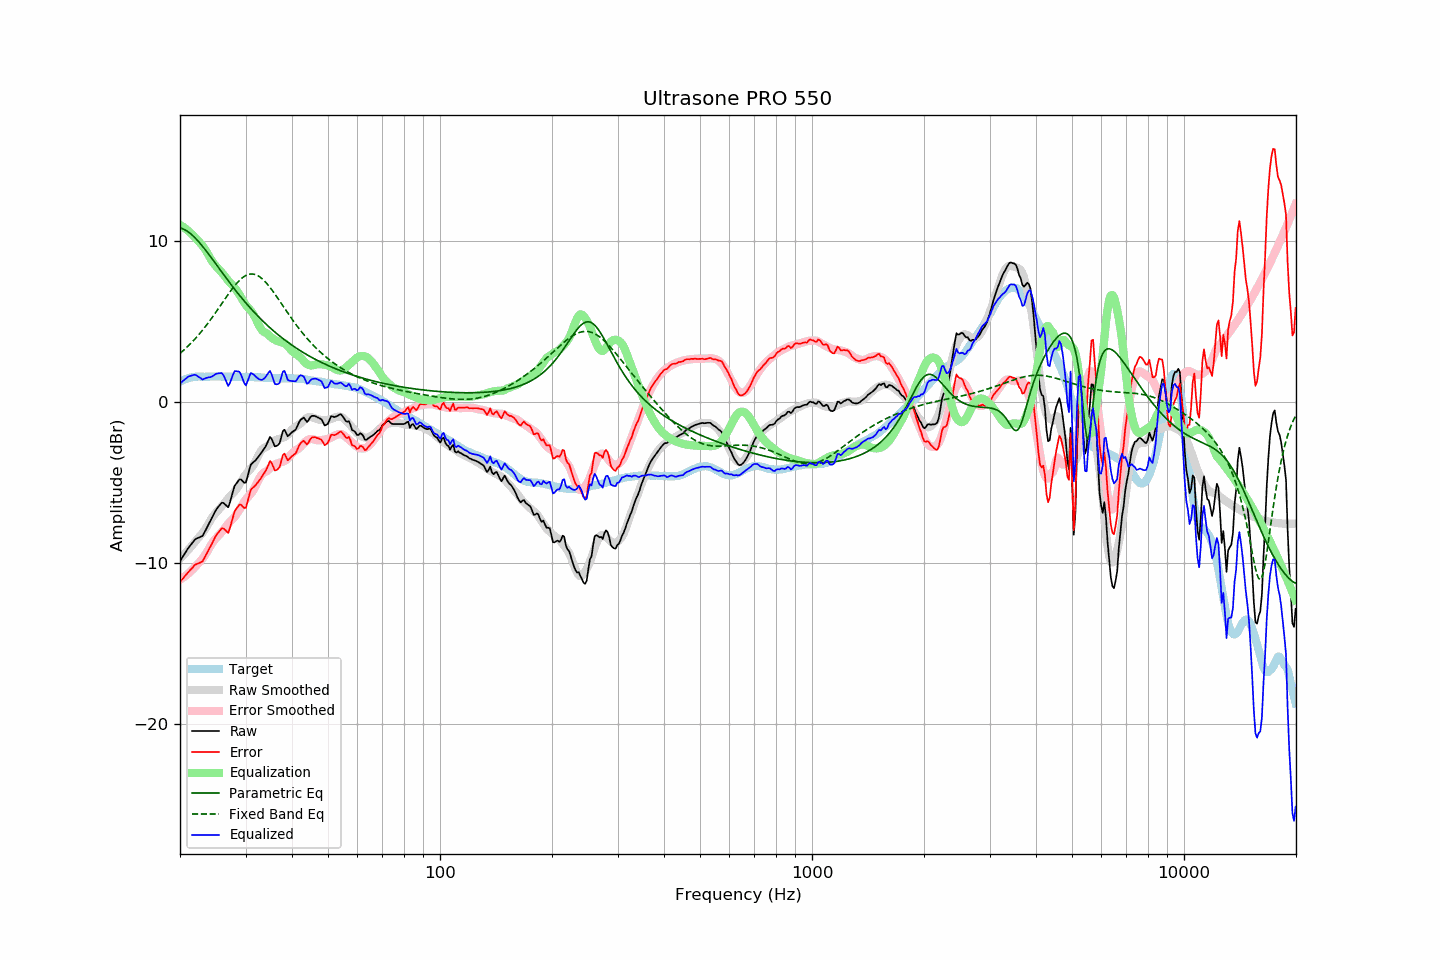 Ultrasone PRO 550
Amplitude (dBr)
10
0
−10
−20
Target
Raw Smoothed
Error Smoothed
Raw
Error
Equalization
Parametric Eq
Fixed Band Eq
Equalized
100
1000
10000
Frequency (Hz)